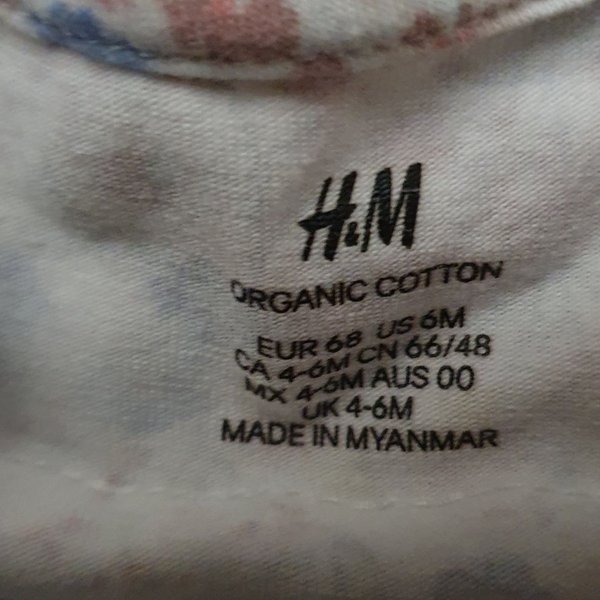 H&M
ORGANIC COTTON
EUR 68 US 6M
CA 4-6M CN 66/48
MX 4-6M AUS 00
UK 4-6M
MADE IN MYANMAR